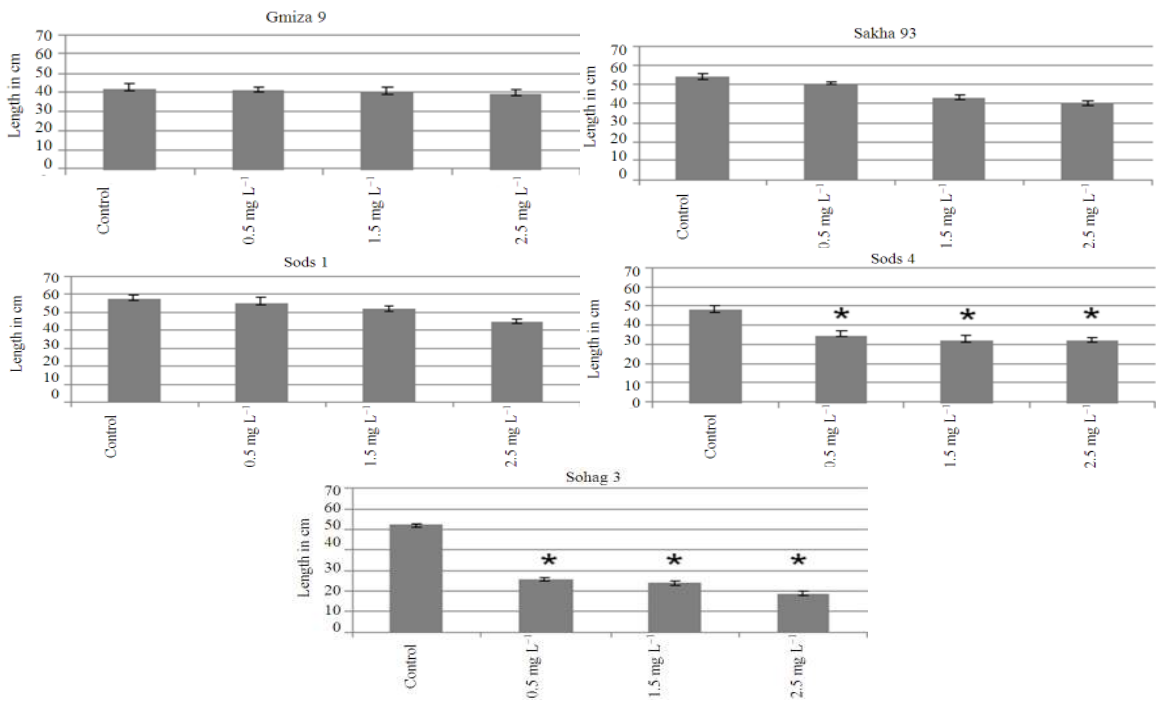 Gmiza 9
Length in cm
70
60
50
40
30
20
10
0
Control
0.5 mg L⁻¹
1.5 mg L⁻¹
2.5 mg L⁻¹
Sakha 93
Length in cm
70
60
50
40
30
20
10
0
Control
0.5 mg L⁻¹
1.5 mg L⁻¹
2.5 mg L⁻¹
Sods 1
Length in cm
70
60
50
40
30
20
10
0
Control
0.5 mg L⁻¹
1.5 mg L⁻¹
2.5 mg L⁻¹
Sods 4
Length in cm
70
60
50
40
30
20
10
0
Control
* * *
0.5 mg L⁻¹
1.5 mg L⁻¹
2.5 mg L⁻¹
Sohag 3
Length in cm
70
60
50
40
30
20
10
0
Control
* * *
0.5 mg L⁻¹
1.5 mg L⁻¹
2.5 mg L⁻¹